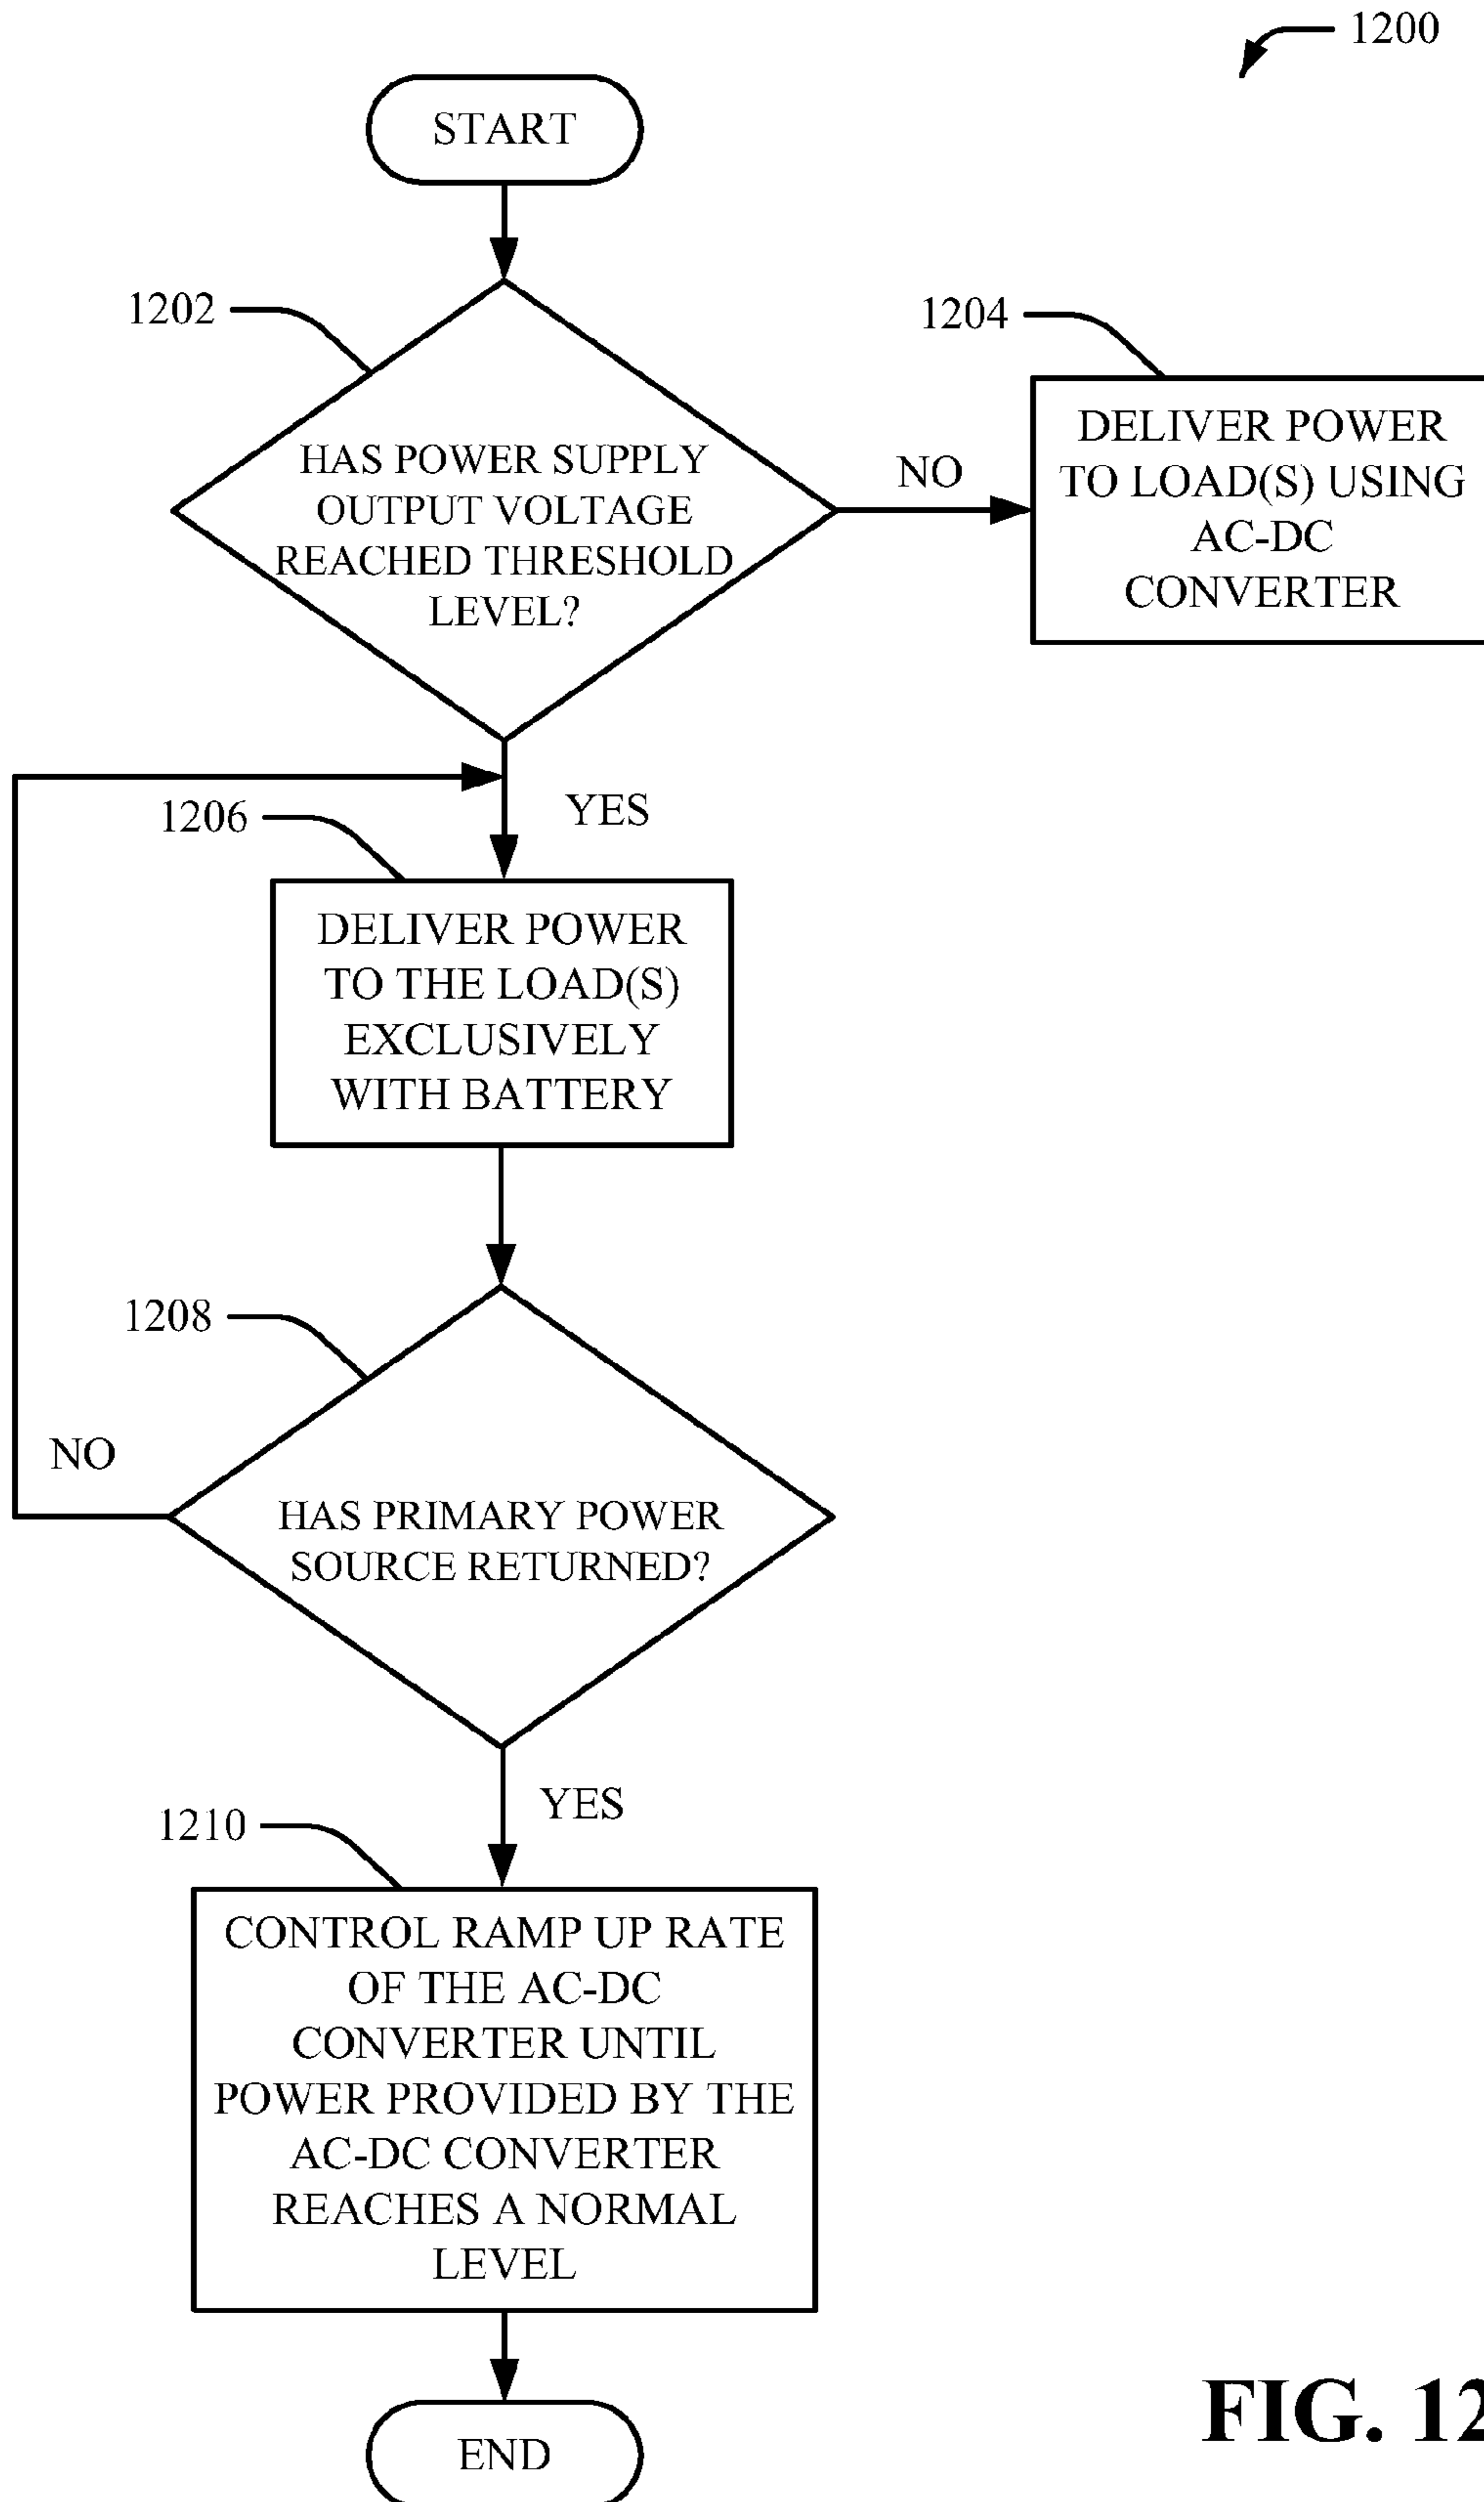 1200
START
1202
HAS POWER SUPPLY
OUTPUT VOLTAGE
REACHED THRESHOLD
LEVEL?
NO
1204
DELIVER POWER
TO LOAD(S) USING
AC-DC
CONVERTER
YES
1206
DELIVER POWER
TO THE LOAD(S)
EXCLUSIVELY
WITH BATTERY
1208
NO
HAS PRIMARY POWER
SOURCE RETURNED?
YES
1210
CONTROL RAMP UP RATE
OF THE AC-DC
CONVERTER UNTIL
POWER PROVIDED BY THE
AC-DC CONVERTER
REACHES A NORMAL
LEVEL
END
FIG. 12